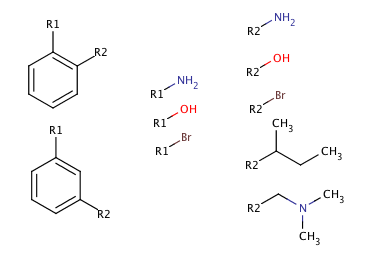 R1
R2
R1
R2
R1 NH2
R1 OH
R1 Br
R2 NH2
R2 OH
R2 Br
CH3
R2 CH3
R2 N CH3
CH3